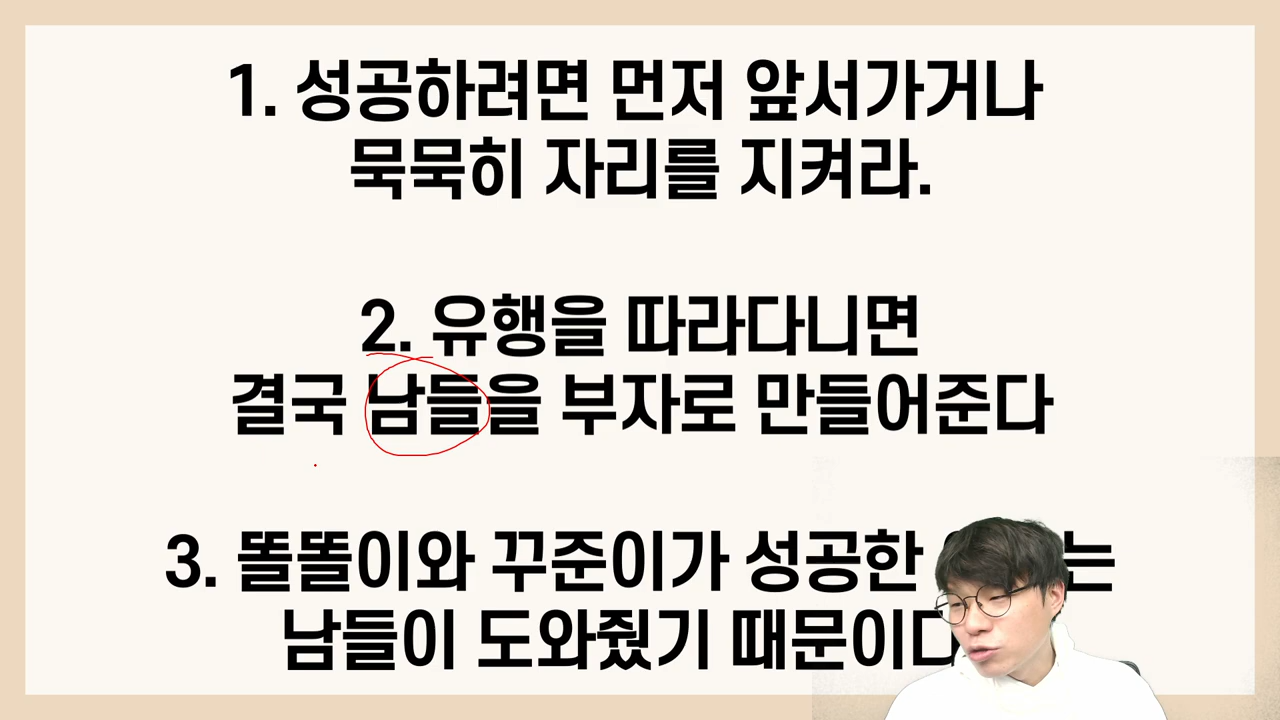 1. 성공하려면 먼저 앞서가거나
묵묵히 자리를 지켜라.
2. 유행을 따라다니면
결국 남들을 부자로 만들어준다
3. 똘똘이와 꾸준이가 성공한
남들이 도와줬기